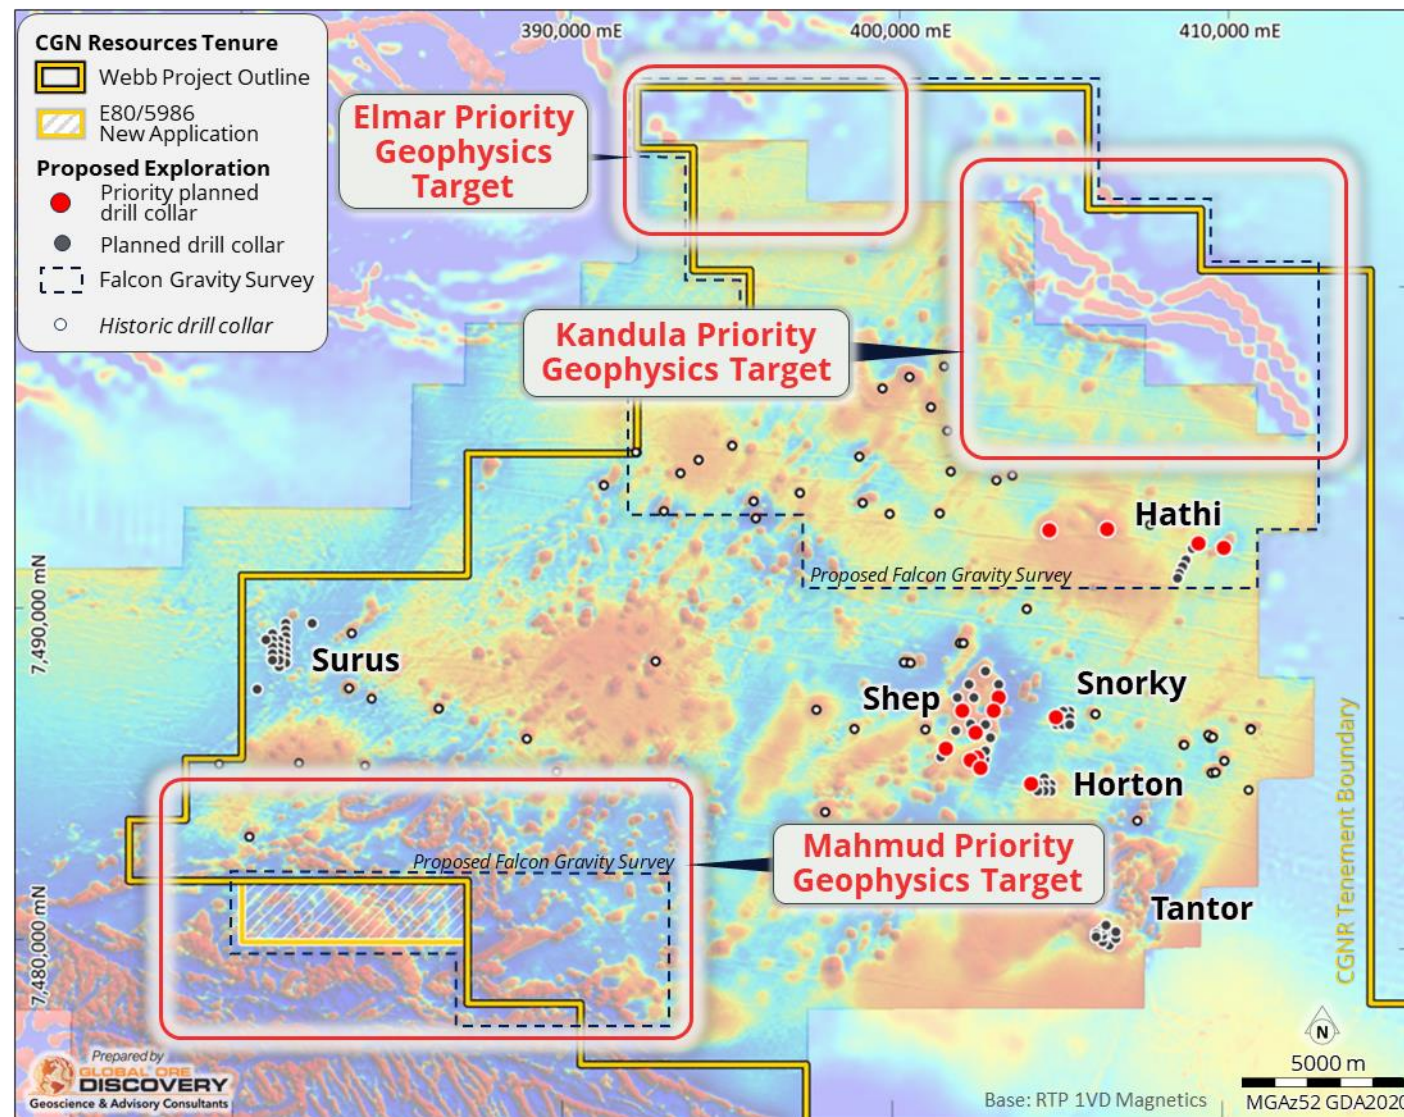 390,000 mE
400,000 mE
410,000 mE
CGN Resources Tenure
Webb Project Outline
E80/5986
New Application
Proposed Exploration
Priority planned
drill collar
Planned drill collar
Falcon Gravity Survey
Historic drill collar
Elmar Priority
Geophysics
Target
Kandula Priority
Geophysics Target
Hathi
Proposed Falcon Gravity Survey
7,490,000 mN
Surus
Shep
Snorky
Horton
Mahmud Priority
Geophysics Target
Proposed Falcon Gravity Survey
Tantor
7,480,000 mN
CGNR Tenement Boundary
N
5000 m
MGAz52 GDA2020
Base: RTP 1VD Magnetics
Prepared by
GLOBAL ORE
DISCOVERY
Geoscience & Advisory Consultants